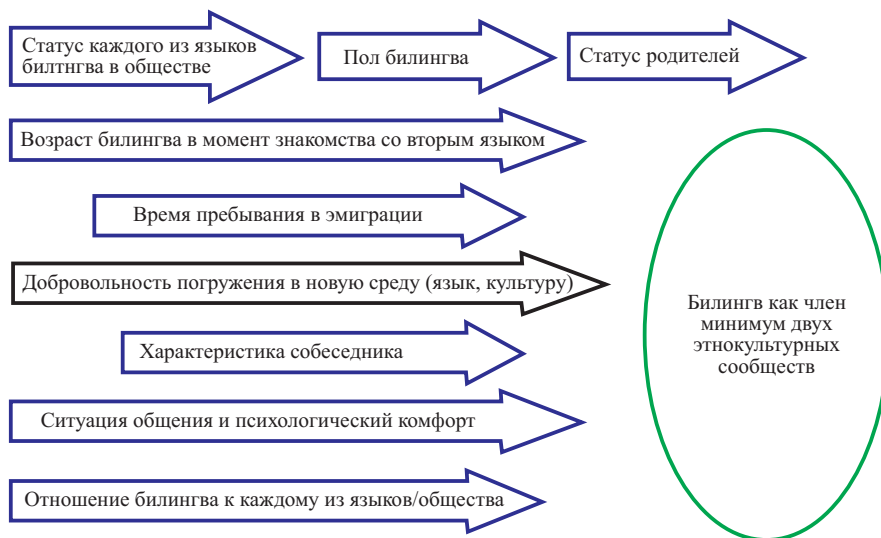 Статус каждого из языков
билтнгва в обществе
Пол билингва
Статус родителей
Возраст билингва в момент знакомства со вторым языком
Время пребывания в эмиграции
Добровольность погружения в новую среду (язык, культуру)
Характеристика собеседника
Ситуация общения и психологический комфорт
Отношение билингва к каждому из языков/общества
Билингв как член
минимум двух
этнокультурных
сообществ